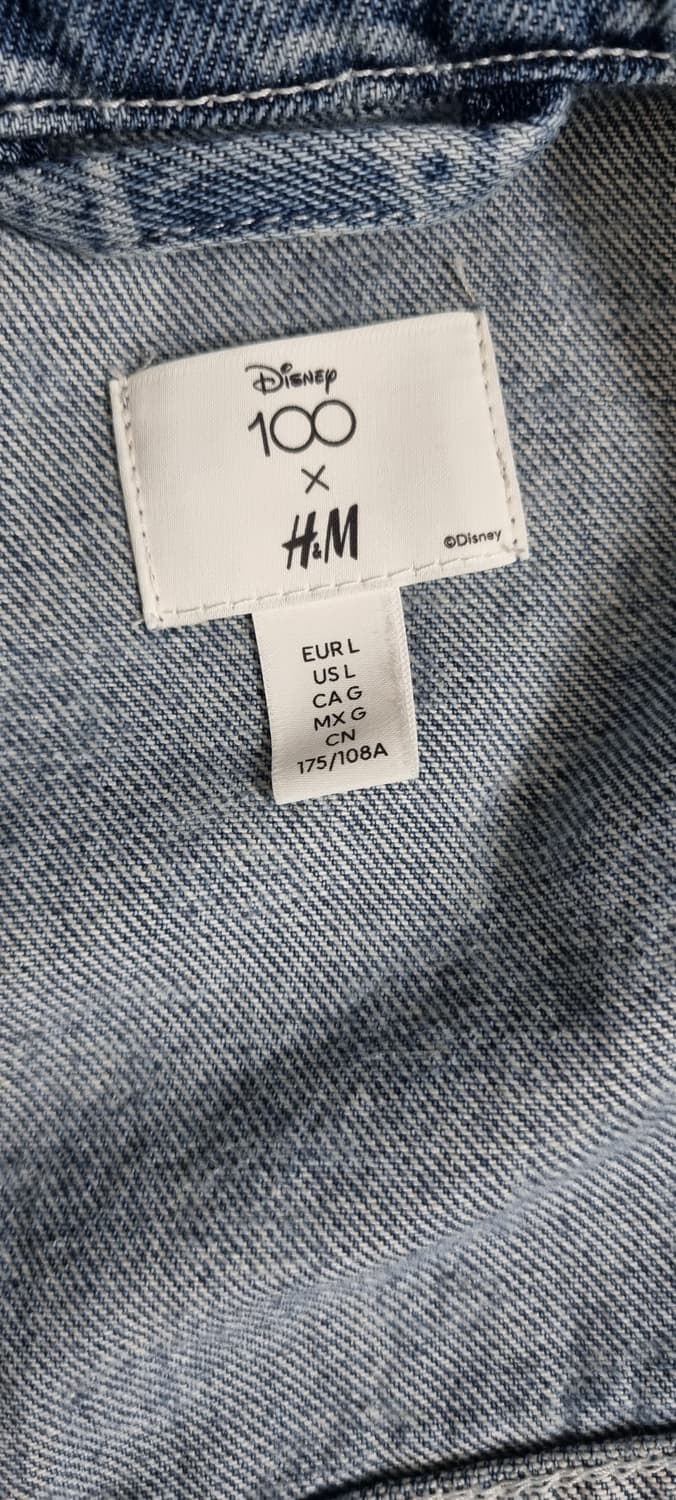 Disney
100
×
H&M
©Disney
EUR L
US L
CA G
MX G
CN
175/108A